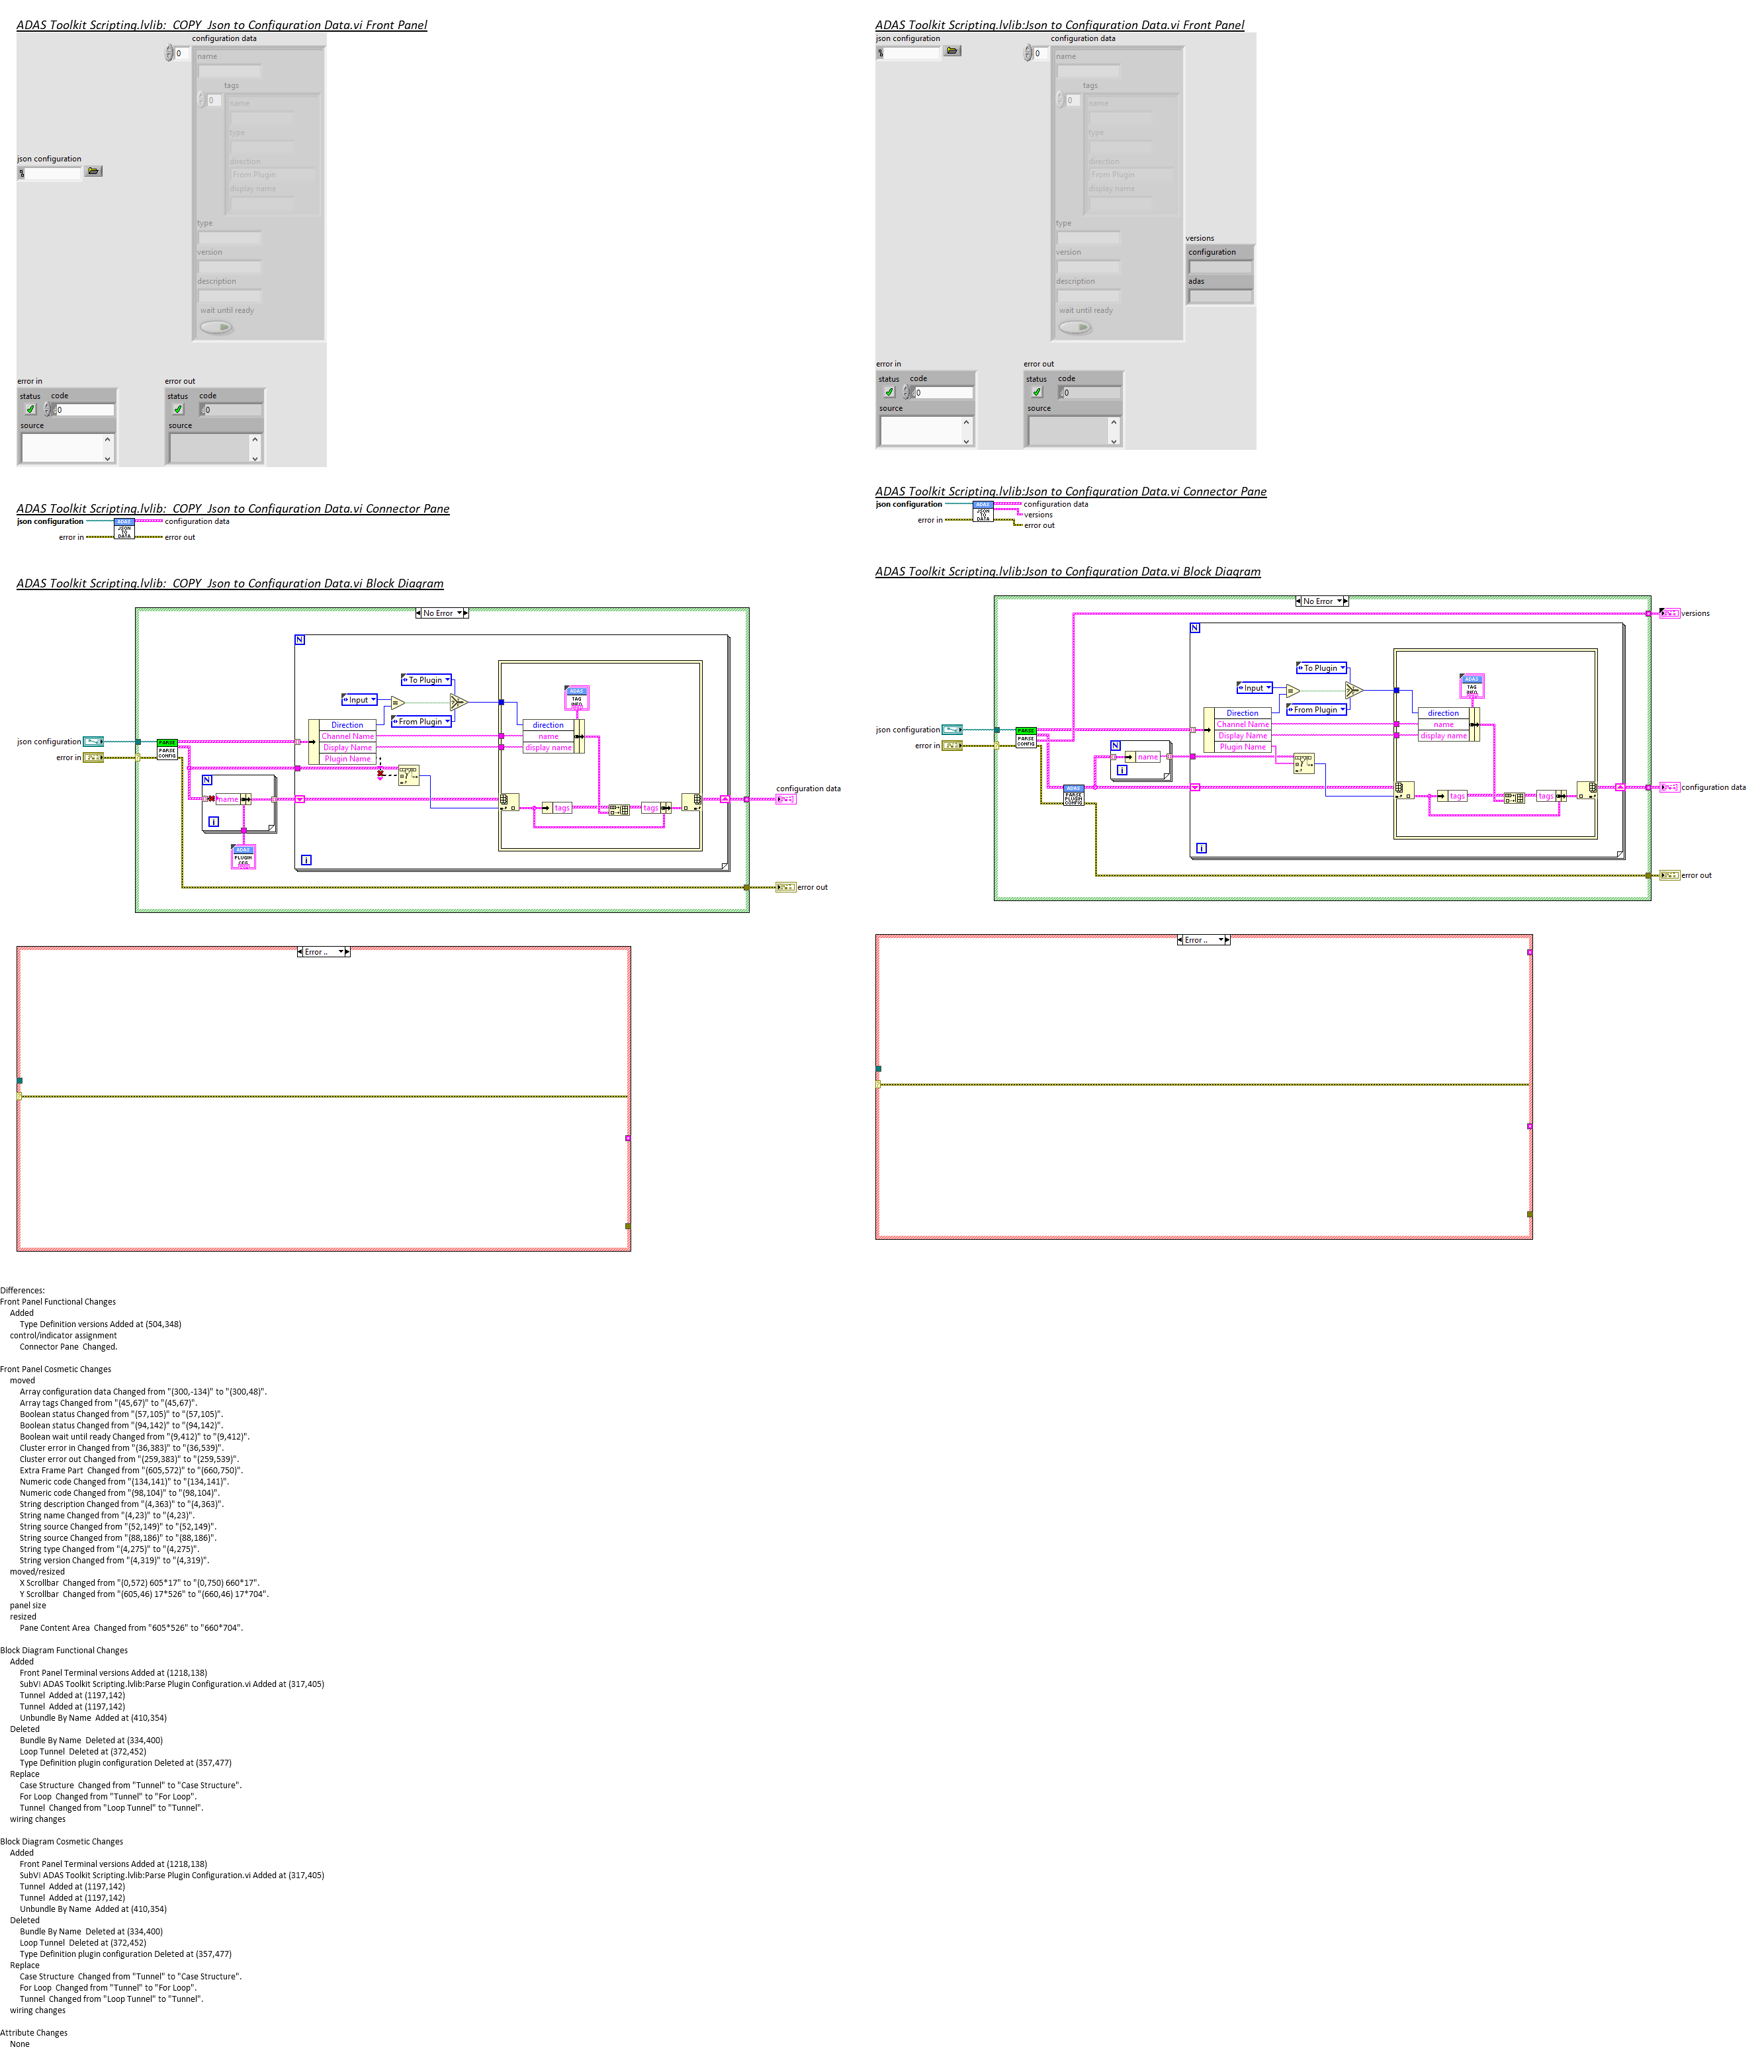 ADAS Toolkit Scripting.lvlib:_COPY_Json to Configuration Data.vi Front Panel
configuration data
0
name
tags
0
name
type
direction
From Plugin
display name
json configuration
type
version
description
wait until ready
error in
status
code
0
source
error out
status
code
0
source
ADAS Toolkit Scripting.lvlib:_COPY_Json to Configuration Data.vi Connector Pane
json configuration
ADAS
JSON
TO
DATA
configuration data
error in
error out
ADAS Toolkit Scripting.lvlib:_COPY_Json to Configuration Data.vi Block Diagram
No Error
N
To Plugin
Input
From Plugin
ADAS
TAG
INFO
Direction
Channel Name
Display Name
Plugin Name
direction
name
display name
json configuration
error in
PARSE
PARSE
CONFIG
N
name
i
ADAS
PLUGIN
CFG
tags
tags
configuration data
i
error out
Error ..
ADAS Toolkit Scripting.lvlib:Json to Configuration Data.vi Front Panel
json configuration
configuration data
0
name
tags
0
name
type
direction
From Plugin
display name
type
version
description
wait until ready
versions
configuration
adas
error in
status
code
0
source
error out
status
code
0
source
ADAS Toolkit Scripting.lvlib:Json to Configuration Data.vi Connector Pane
json configuration
ADAS
JSON
TO
DATA
configuration data
versions
error in
error out
ADAS Toolkit Scripting.lvlib:Json to Configuration Data.vi Block Diagram
No Error
versions
N
To Plugin
Input
From Plugin
ADAS
TAG
INFO
Direction
Channel Name
Display Name
Plugin Name
direction
name
display name
json configuration
error in
PARSE
PARSE
CONFIG
N
name
i
ADAS
PARSE
PLUGIN
CONFIG
tags
tags
configuration data
i
error out
Error ..
Differences:
Front Panel Functional Changes
Added
Type Definition versions Added at (504,348)
control/indicator assignment
Connector Pane  Changed.
Front Panel Cosmetic Changes
moved
Array configuration data Changed from "(300,-134)" to "(300,48)".
Array tags Changed from "(45,67)" to "(45,67)".
Boolean status Changed from "(57,105)" to "(57,105)".
Boolean status Changed from "(94,142)" to "(94,142)".
Boolean wait until ready Changed from "(9,412)" to "(9,412)".
Cluster error in Changed from "(36,383)" to "(36,539)".
Cluster error out Changed from "(259,383)" to "(259,539)".
Extra Frame Part  Changed from "(605,572)" to "(660,750)".
Numeric code Changed from "(134,141)" to "(134,141)".
Numeric code Changed from "(98,104)" to "(98,104)".
String description Changed from "(4,363)" to "(4,363)".
String name Changed from "(4,23)" to "(4,23)".
String source Changed from "(52,149)" to "(52,149)".
String source Changed from "(88,186)" to "(88,186)".
String type Changed from "(4,275)" to "(4,275)".
String version Changed from "(4,319)" to "(4,319)".
moved/resized
X Scrollbar  Changed from "(0,572) 605*17" to "(0,750) 660*17".
Y Scrollbar  Changed from "(605,46) 17*526" to "(660,46) 17*704".
panel size
resized
Pane Content Area  Changed from "605*526" to "660*704".
Block Diagram Functional Changes
Added
Front Panel Terminal versions Added at (1218,138)
SubVI ADAS Toolkit Scripting.lvlib:Parse Plugin Configuration.vi Added at (317,405)
Tunnel  Added at (1197,142)
Tunnel  Added at (1197,142)
Unbundle By Name  Added at (410,354)
Deleted
Bundle By Name  Deleted at (334,400)
Loop Tunnel  Deleted at (372,452)
Type Definition plugin configuration Deleted at (357,477)
Replace
Case Structure  Changed from "Tunnel" to "Case Structure".
For Loop  Changed from "Tunnel" to "For Loop".
Tunnel  Changed from "Loop Tunnel" to "Tunnel".
wiring changes
Block Diagram Cosmetic Changes
Added
Front Panel Terminal versions Added at (1218,138)
SubVI ADAS Toolkit Scripting.lvlib:Parse Plugin Configuration.vi Added at (317,405)
Tunnel  Added at (1197,142)
Tunnel  Added at (1197,142)
Unbundle By Name  Added at (410,354)
Deleted
Bundle By Name  Deleted at (334,400)
Loop Tunnel  Deleted at (372,452)
Type Definition plugin configuration Deleted at (357,477)
Replace
Case Structure  Changed from "Tunnel" to "Case Structure".
For Loop  Changed from "Tunnel" to "For Loop".
Tunnel  Changed from "Loop Tunnel" to "Tunnel".
wiring changes
Attribute Changes
None